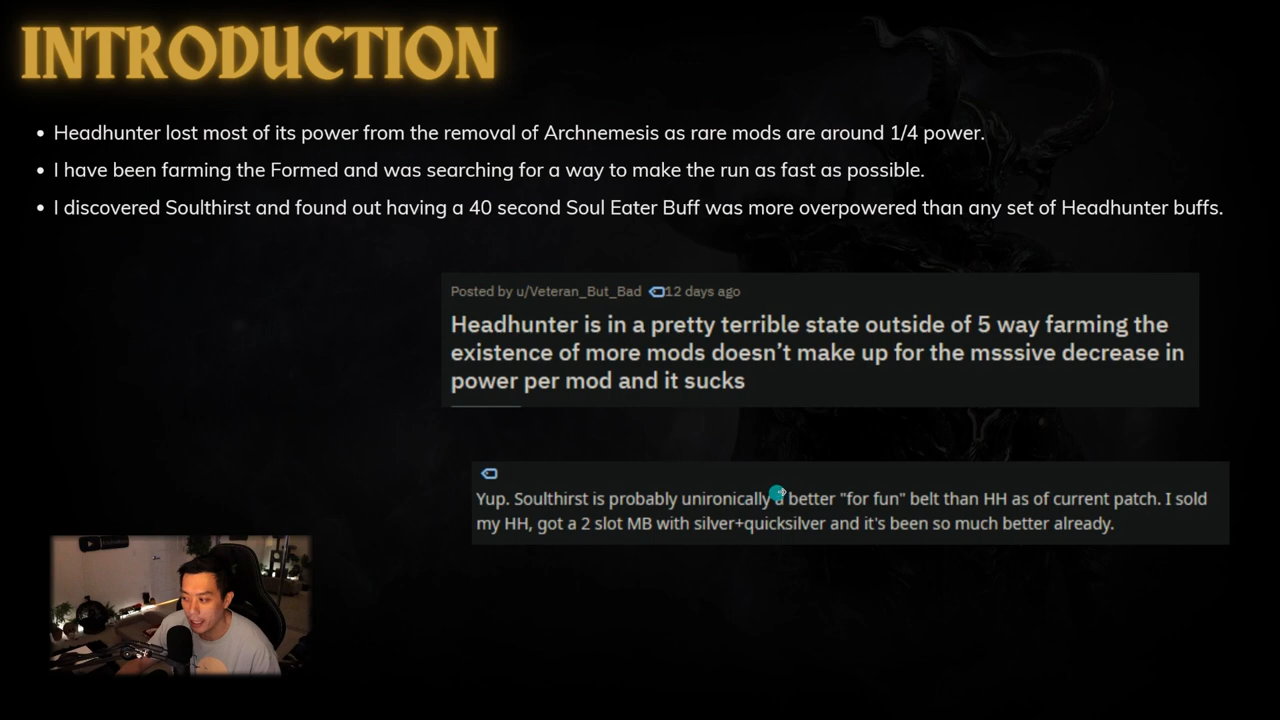 INTRODUCTION
• Headhunter lost most of its power from the removal of Archnemesis as rare mods are around 1/4 power.
• I have been farming the Formed and was searching for a way to make the run as fast as possible.
• I discovered Soulthirst and found out having a 40 second Soul Eater Buff was more overpowered than any set of Headhunter buffs.
Posted by u/Veteran_But_Bad 12 days ago
Headhunter is in a pretty terrible state outside of 5 way farming the
existence of more mods doesn’t make up for the msssive decrease in
power per mod and it sucks
Yup. Soulthirst is probably unironically a better "for fun" belt than HH as of current patch. I sold
my HH, got a 2 slot MB with silver+quicksilver and it's been so much better already.